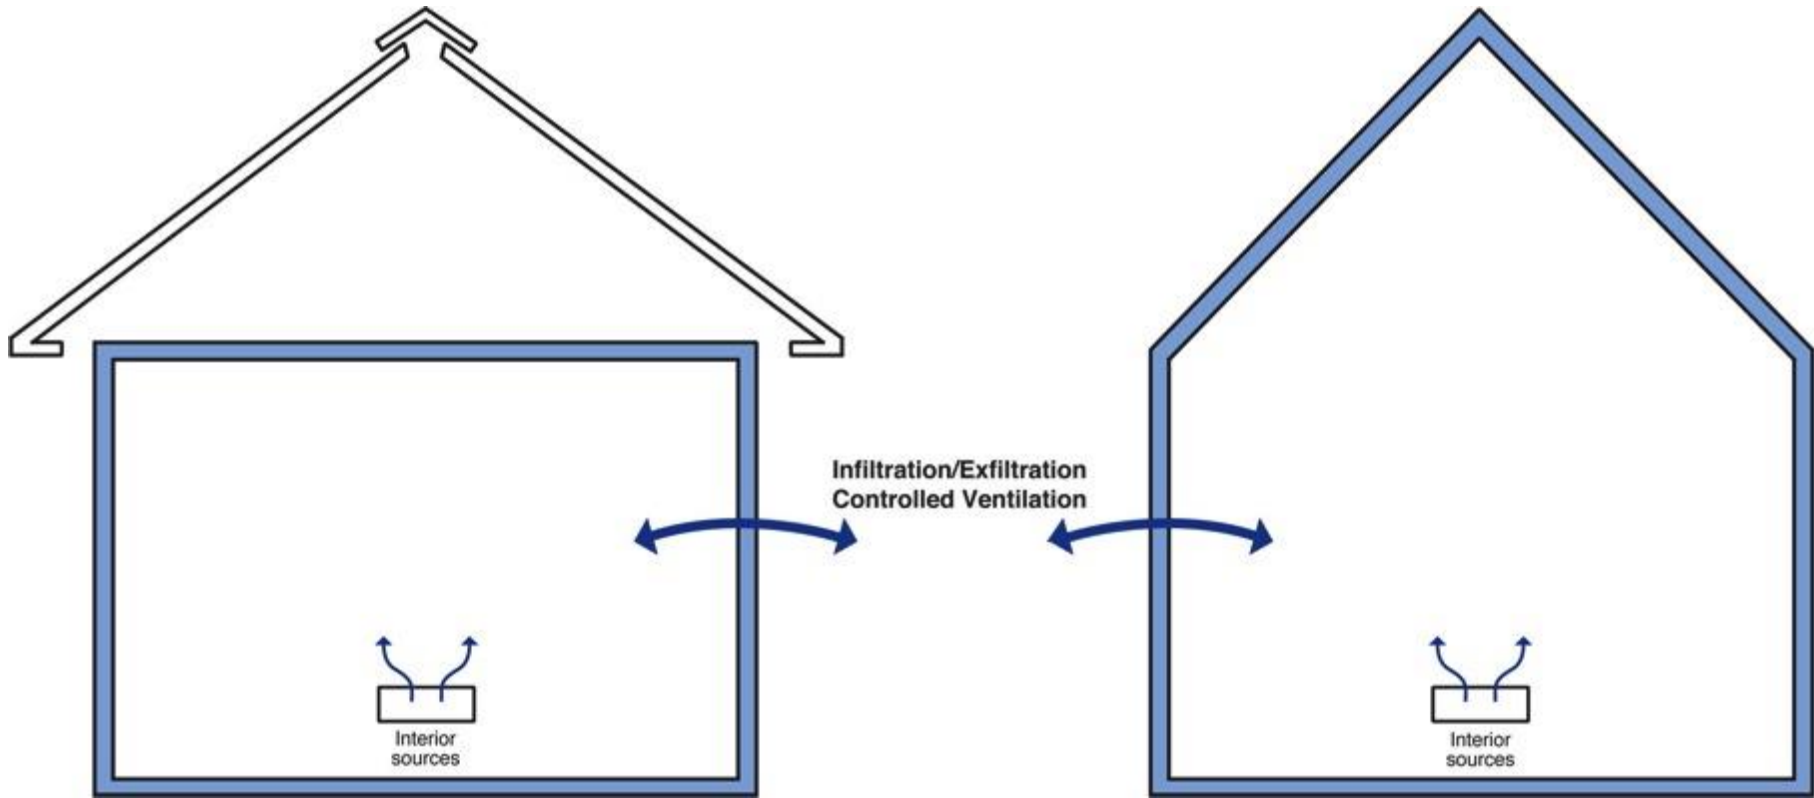 Infiltration/Exfiltration
Controlled Ventilation
Interior
sources
Interior
sources